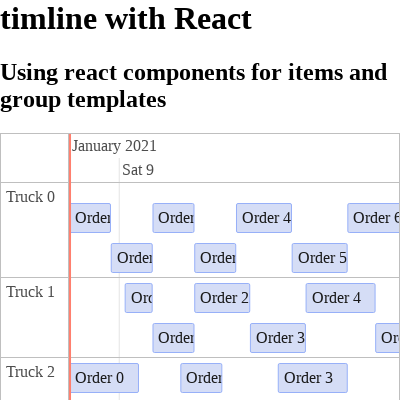 timline with React
Using react components for items and
group templates
January 2021
Sat 9
Truck 0
Order
Order
Order 4
Order 6
Order
Order
Order 5
Truck 1
Order 2
Order 4
Order
Order 3
Truck 2
Order 0
Order
Order 3